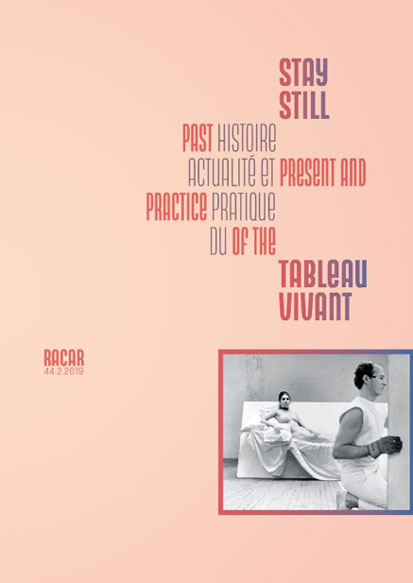 STAY
STILL
PAST HISTOIRE
ACTUALITÉ ET PRESENT AND
PRACTICE PRATIQUE
DU OF THE
TABLEAU
VIVANT
RACAR
44.2.2019